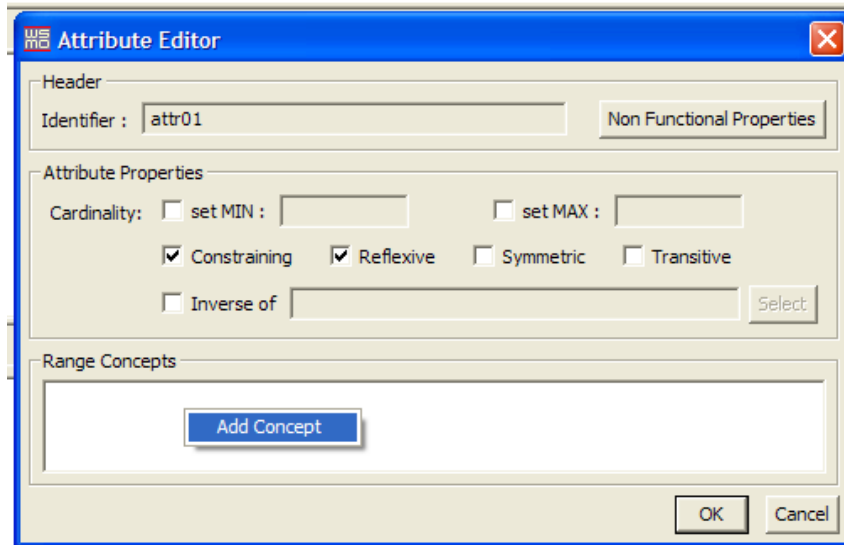 WSMO Attribute Editor
Header
Identifier : attr01 Non Functional Properties
Attribute Properties
Cardinality: set MIN : set MAX :
Constraining Reflexive Symmetric Transitive
Inverse of Select
Range Concepts
Add Concept
OK Cancel